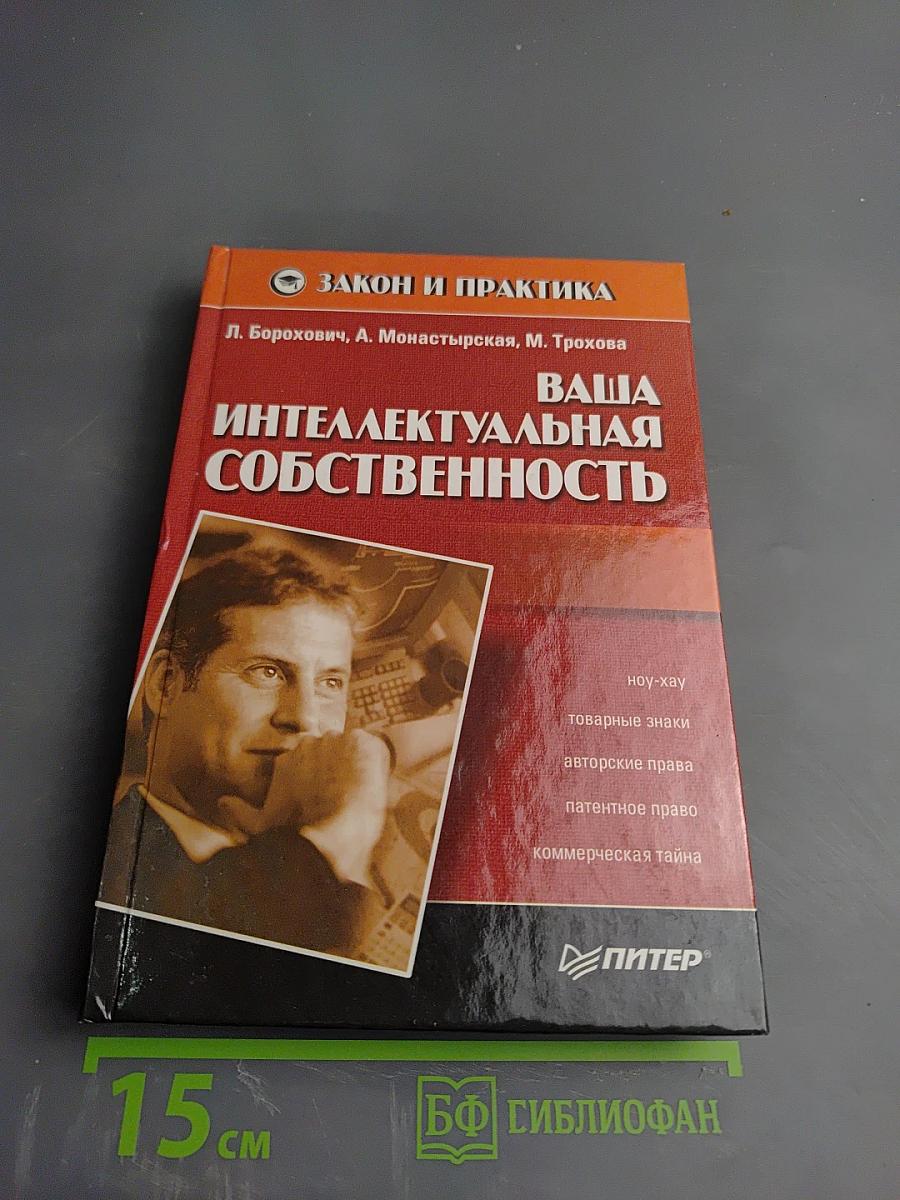 ЗАКОН И ПРАКТИКА
Л. Борохович, А. Монастырская, М. Трохова
ВАША
ИНТЕЛЛЕКТУАЛЬНАЯ
СОБСТВЕННОСТЬ
ноу-хау
товарные знаки
авторские права
патентное право
коммерческая тайна
ПИТЕР®
15 см
БФ БИБЛИОФАН